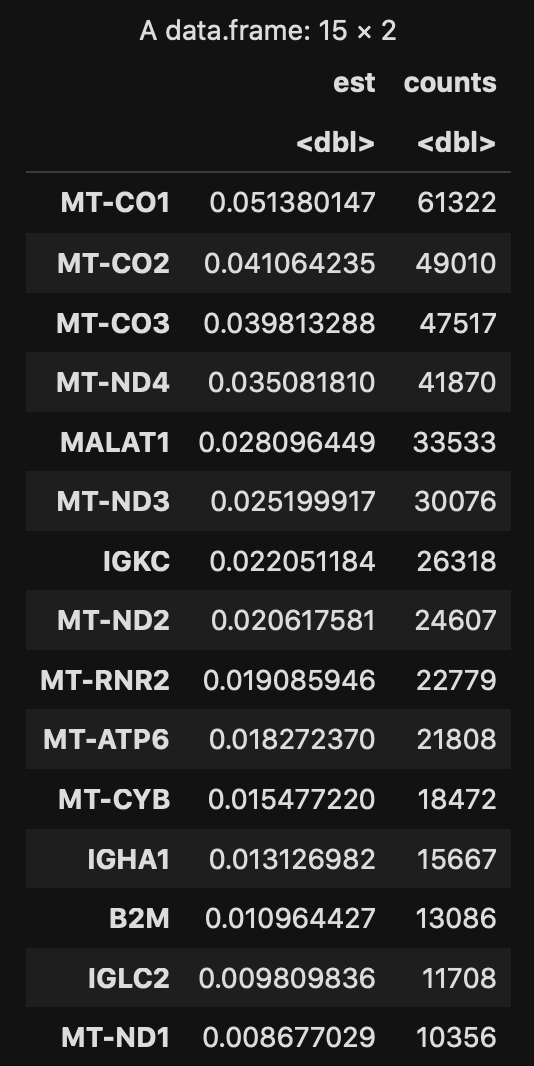 A data.frame: 15 × 2
est counts
<dbl> <dbl>
MT-CO1 0.051380147 61322
MT-CO2 0.041064235 49010
MT-CO3 0.039813288 47517
MT-ND4 0.035081810 41870
MALAT1 0.028096449 33533
MT-ND3 0.025199917 30076
IGKC 0.022051184 26318
MT-ND2 0.020617581 24607
MT-RNR2 0.019085946 22779
MT-ATP6 0.018272370 21808
MT-CYB 0.015477220 18472
IGHA1 0.013126982 15667
B2M 0.010964427 13086
IGLC2 0.009809836 11708
MT-ND1 0.008677029 10356